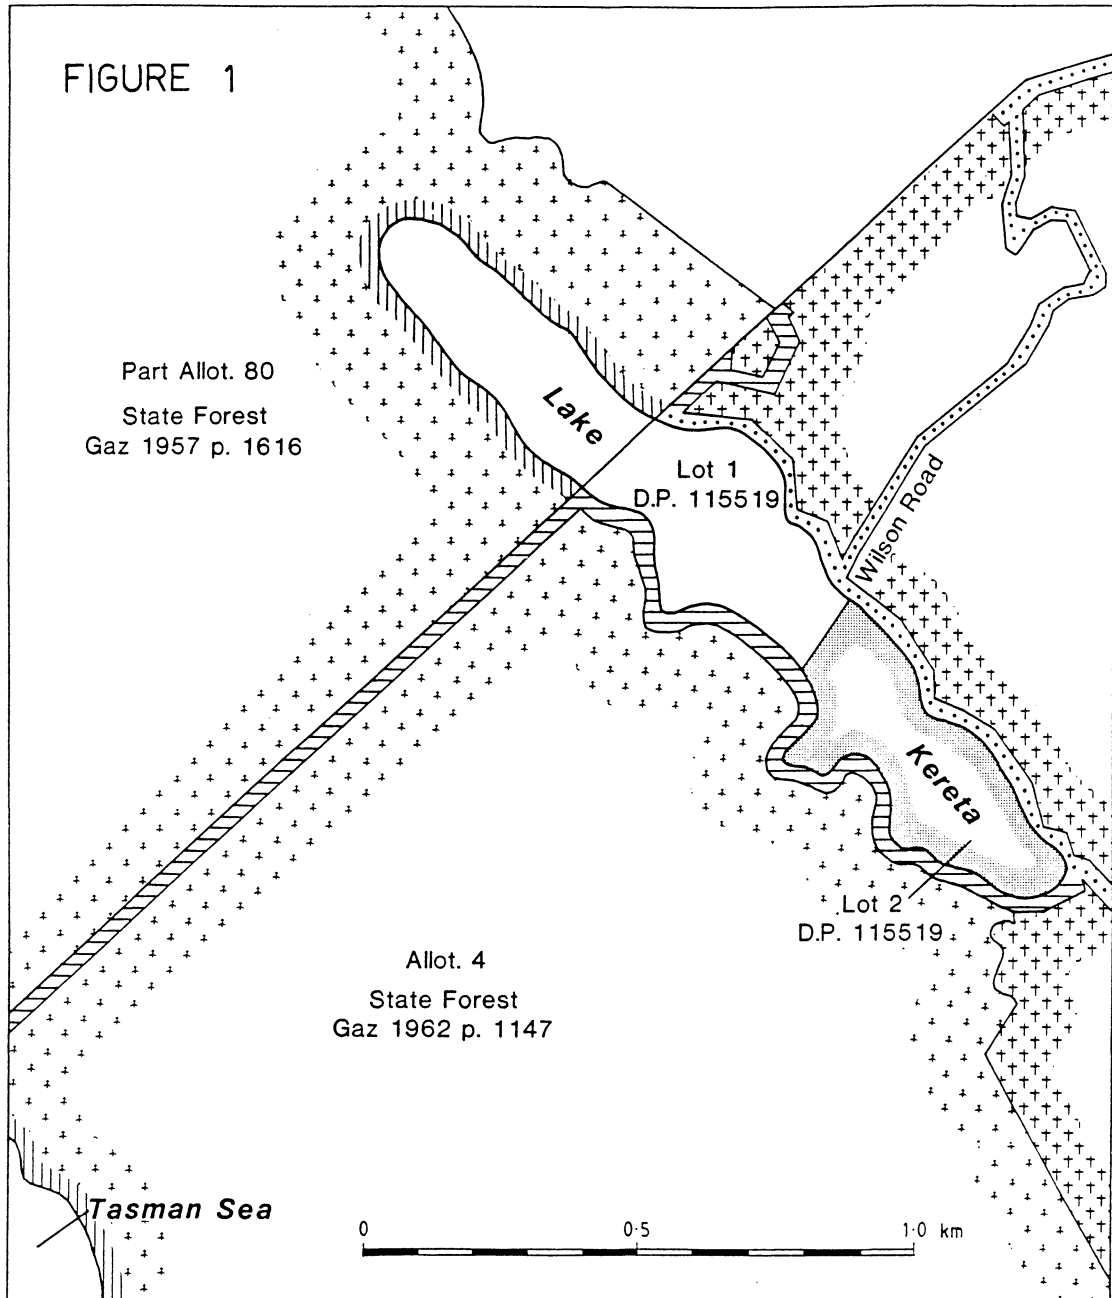 FIGURE 1
Part Allot. 80
State Forest
Gaz 1957 p. 1616
Lake
Lot 1
D.P. 115519
Wilson Road
Kereta
Lot 2
D.P. 115519
Allot. 4
State Forest
Gaz 1962 p. 1147
Tasman Sea
0 0·5 1·0 km